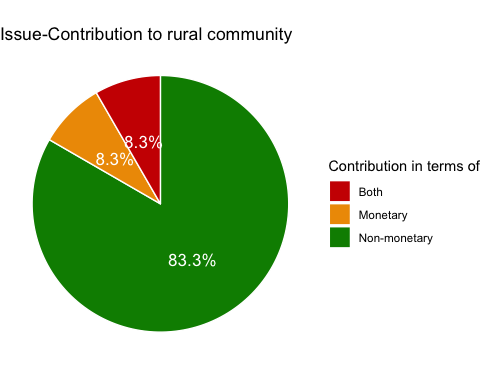 Issue-Contribution to rural community
8.3%
8.3%
83.3%
Contribution in terms of
Both
Monetary
Non-monetary